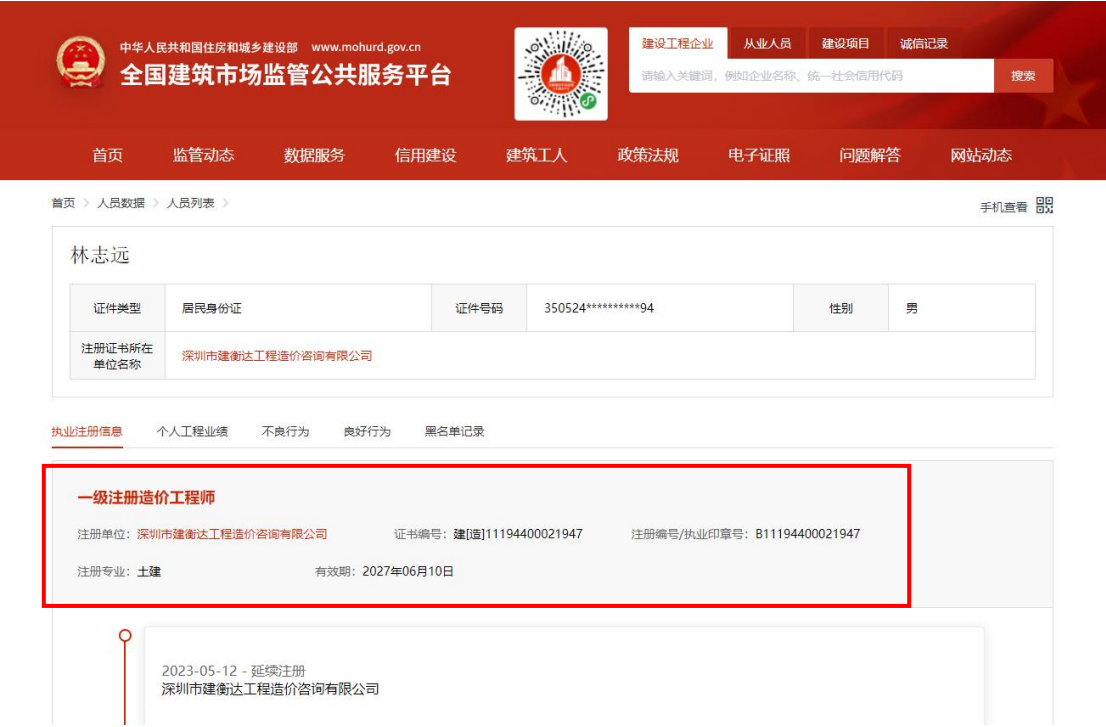 中华人民共和国住房和城乡建设部 www.mohurd.gov.cn
全国建筑市场监管公共服务平台
建设工程企业 从业人员 建设项目 诚信记录
请输入关键词，例如企业名称、统一社会信用代码 搜索
首页 监管动态 数据服务 信用建设 建筑工人 政策法规 电子证照 问题解答 网站动态
首页 > 人员数据 > 人员列表 >
手机查看
林志远
证件类型 居民身份证 证件号码 350524**********94 性别 男
注册证书所在
单位名称
深圳市建衡达工程造价咨询有限公司
执业注册信息 个人工程业绩 不良行为 良好行为 黑名单记录
一级注册造价工程师
注册单位：深圳市建衡达工程造价咨询有限公司 证书编号：建[造]11194400021947 注册编号/执业印章号：B11194400021947
注册专业：土建 有效期：2027年06月10日
2023-05-12 - 延续注册
深圳市建衡达工程造价咨询有限公司